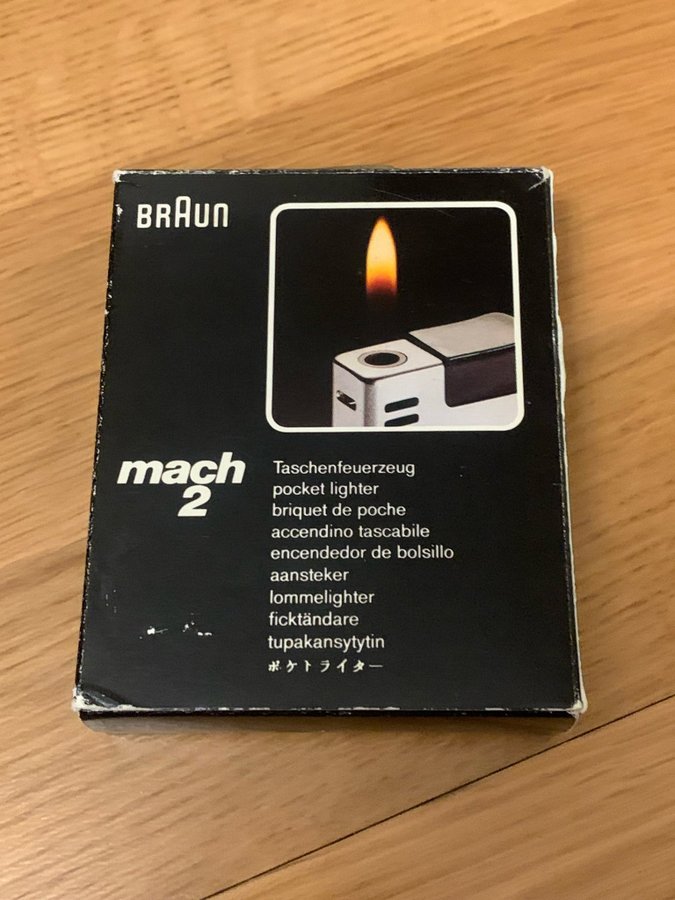 BRAUN
mach
2
Taschenfeuerzeug
pocket lighter
briquet de poche
accendino tascabile
encendedor de bolsillo
aansteker
lommelighter
ficktändare
tupakansytytin
ポケトライター